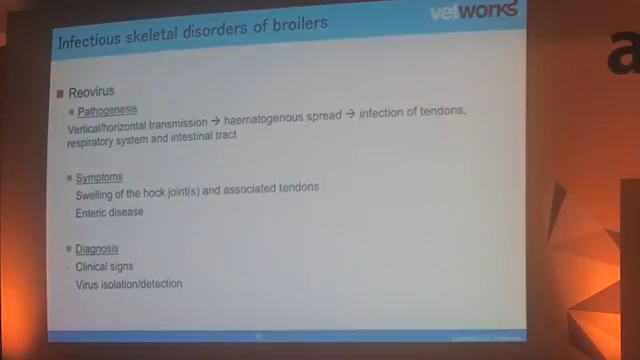 Infectious skeletal disorders of broilers
vetworks
Reovirus
Pathogenesis
Vertical/horizontal transmission → haematogenous spread → infection of tendons,
respiratory system and intestinal tract
Symptoms
- Swelling of the hock joint(s) and associated tendons
- Enteric disease
Diagnosis
- Clinical signs
- Virus isolation/detection
a